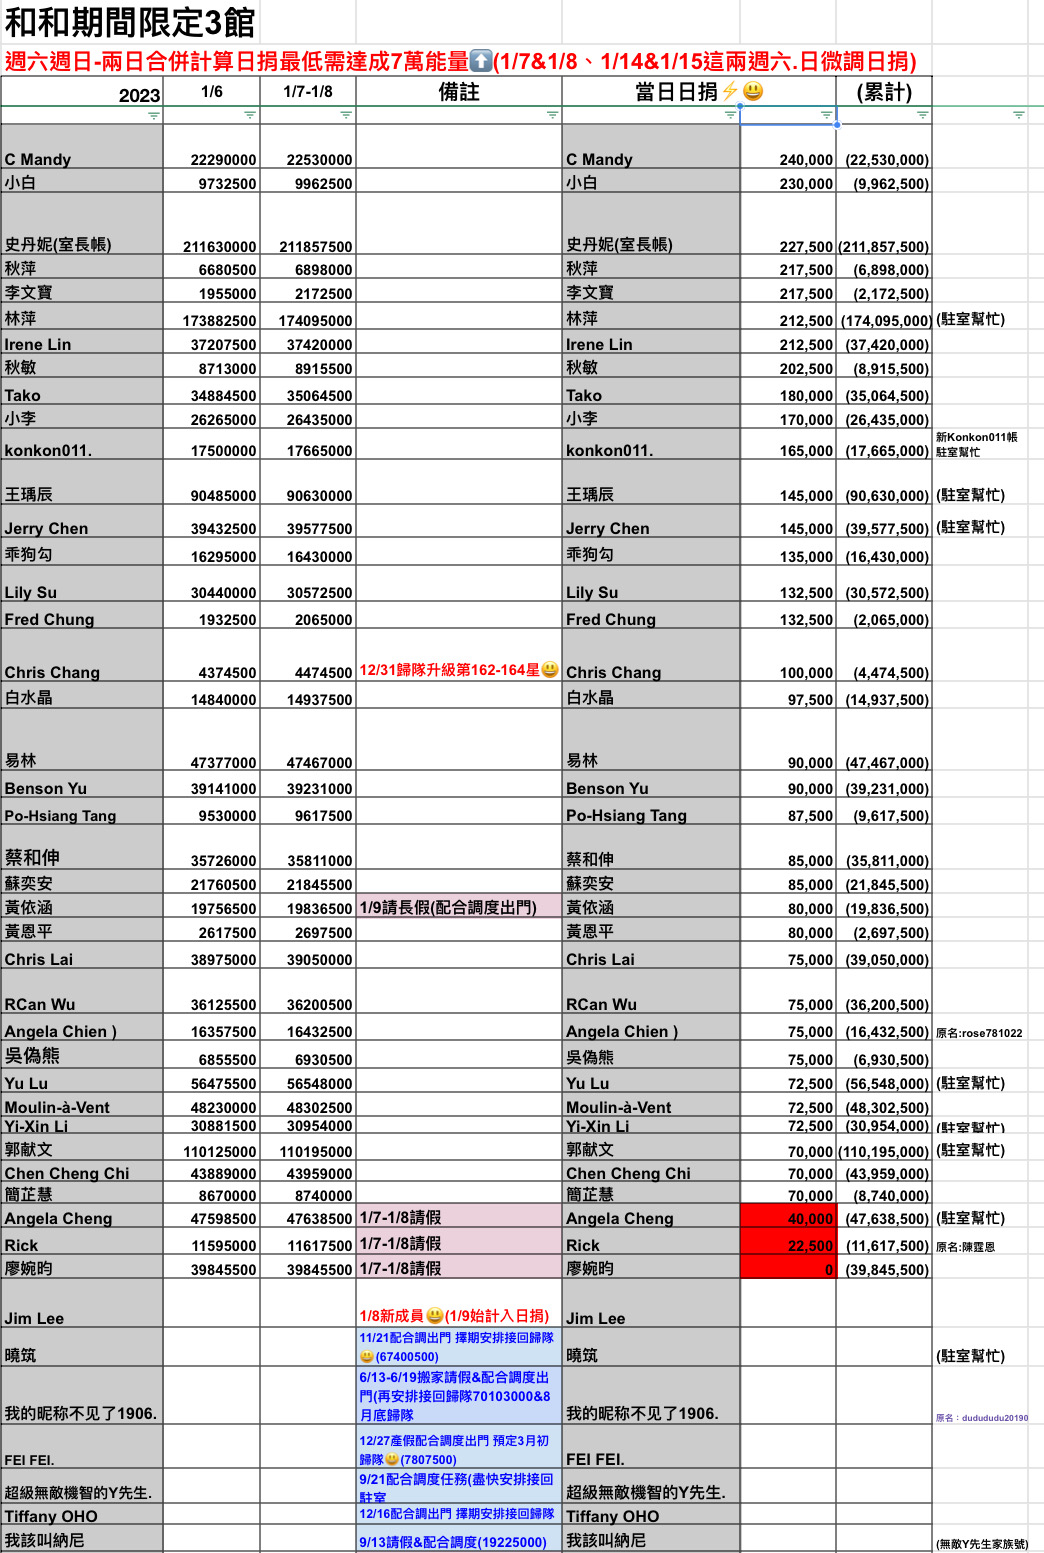 和和期間限定3館
週六週日-兩日合併計算日捐最低需達成7萬能量⬆️(1/7&1/8、1/14&1/15這兩週六.日微調日捐)
2023 1/6 1/7-1/8 備註 當日日捐⚡😃 (累計)
C Mandy 22290000 22530000 C Mandy 240,000 (22,530,000)
小白 9732500 9962500 小白 230,000 (9,962,500)
史丹妮(室長帳) 211630000 211857500 史丹妮(室長帳) 227,500 (211,857,500)
秋萍 6680500 6898000 秋萍 217,500 (6,898,000)
李文寶 1955000 2172500 李文寶 217,500 (2,172,500)
林萍 173882500 174095000 林萍 212,500 (174,095,000) (駐室幫忙)
Irene Lin 37207500 37420000 Irene Lin 212,500 (37,420,000)
秋敏 8713000 8915500 秋敏 202,500 (8,915,500)
Tako 34884500 35064500 Tako 180,000 (35,064,500)
小李 26265000 26435000 小李 170,000 (26,435,000)
新Konkon011帳
konkon011. 17500000 17665000 konkon011. 165,000 (17,665,000) 駐室幫忙
王瑀辰 90485000 90630000 王瑀辰 145,000 (90,630,000) (駐室幫忙)
Jerry Chen 39432500 39577500 Jerry Chen 145,000 (39,577,500) (駐室幫忙)
乖狗勾 16295000 16430000 乖狗勾 135,000 (16,430,000)
Lily Su 30440000 30572500 Lily Su 132,500 (30,572,500)
Fred Chung 1932500 2065000 Fred Chung 132,500 (2,065,000)
Chris Chang 4374500 4474500 12/31歸隊升級第162-164星😃 Chris Chang 100,000 (4,474,500)
白水晶 14840000 14937500 白水晶 97,500 (14,937,500)
易林 47377000 47467000 易林 90,000 (47,467,000)
Benson Yu 39141000 39231000 Benson Yu 90,000 (39,231,000)
Po-Hsiang Tang 9530000 9617500 Po-Hsiang Tang 87,500 (9,617,500)
蔡和伸 35726000 35811000 蔡和伸 85,000 (35,811,000)
蘇奕安 21760500 21845500 蘇奕安 85,000 (21,845,500)
黃依涵 19756500 19836500 1/9請長假(配合調度出門) 黃依涵 80,000 (19,836,500)
黃恩平 2617500 2697500 黃恩平 80,000 (2,697,500)
Chris Lai 38975000 39050000 Chris Lai 75,000 (39,050,000)
RCan Wu 36125500 36200500 RCan Wu 75,000 (36,200,500)
Angela Chien ) 16357500 16432500 Angela Chien ) 75,000 (16,432,500) 原名:rose781022
吳偽熊 6855500 6930500 吳偽熊 75,000 (6,930,500)
Yu Lu 56475500 56548000 Yu Lu 72,500 (56,548,000) (駐室幫忙)
Moulin-à-Vent 48230000 48302500 Moulin-à-Vent 72,500 (48,302,500)
Yi-Xin Li 30881500 30954000 Yi-Xin Li 72,500 (30,954,000) (駐室幫忙)
郭献文 110125000 110195000 郭献文 70,000 (110,195,000) (駐室幫忙)
Chen Cheng Chi 43889000 43959000 Chen Cheng Chi 70,000 (43,959,000)
簡芷慧 8670000 8740000 簡芷慧 70,000 (8,740,000)
Angela Cheng 47598500 47638500 1/7-1/8請假 Angela Cheng 40,000 (47,638,500) (駐室幫忙)
Rick 11595000 11617500 1/7-1/8請假 Rick 22,500 (11,617,500) 原名:陳霆恩
廖婉昀 39845500 39845500 1/7-1/8請假 廖婉昀 0 (39,845,500)
Jim Lee 1/8新成員😃(1/9始計入日捐) Jim Lee
11/21配合調出門 擇期安排接回歸隊
曉筑 😃(67400500) 曉筑 (駐室幫忙)
6/13-6/19搬家請假&配合調度出
門(再安排接回歸隊70103000&8
我的昵称不见了1906. 月底歸隊 我的昵称不见了1906. 原名：dudududu20190
12/27產假配合調度出門 預定3月初
FEI FEI. 歸隊😃(7807500) FEI FEI.
9/21配合調度任務(盡快安排接回
超級無敵機智的Y先生. 駐室 超級無敵機智的Y先生.
Tiffany OHO 12/16配合調出門 擇期安排接回歸隊 Tiffany OHO
我該叫納尼 9/13請假&配合調度(19225000) 我該叫納尼 (無敵Y先生家族號)